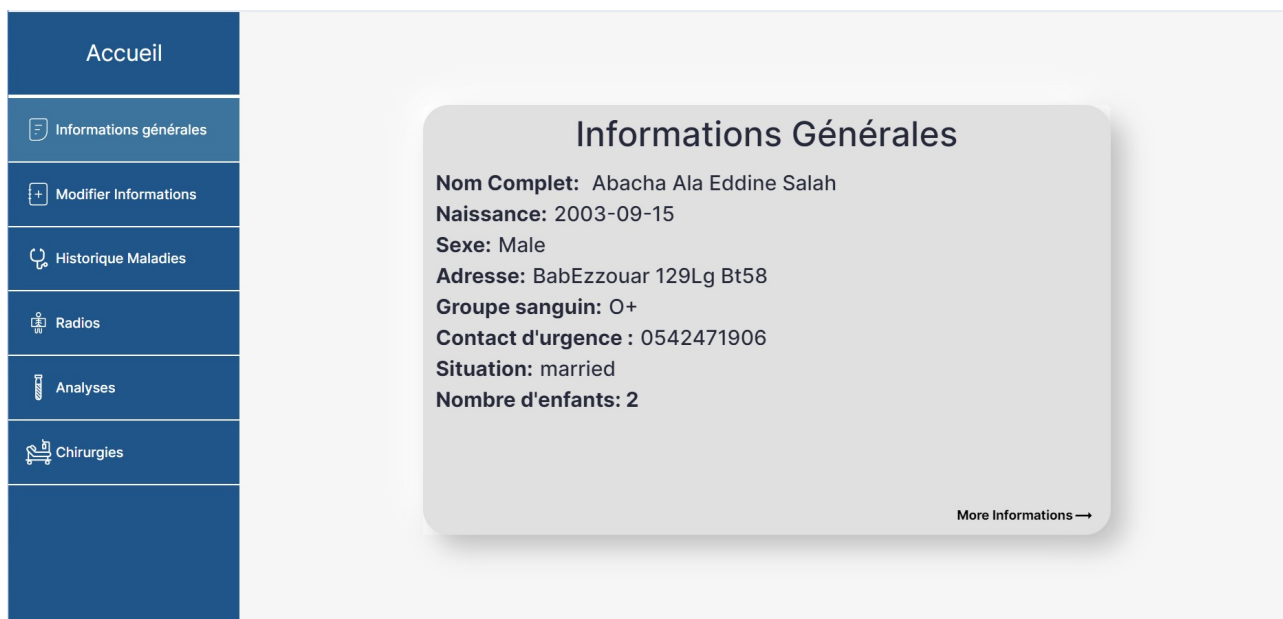 Accueil
Informations générales
Modifier Informations
Historique Maladies
Radios
Analyses
Chirurgies
Informations Générales
Nom Complet: Abacha Ala Eddine Salah
Naissance: 2003-09-15
Sexe: Male
Adresse: BabEzzouar 129Lg Bt58
Groupe sanguin: O+
Contact d'urgence : 0542471906
Situation: married
Nombre d'enfants: 2
More Informations→